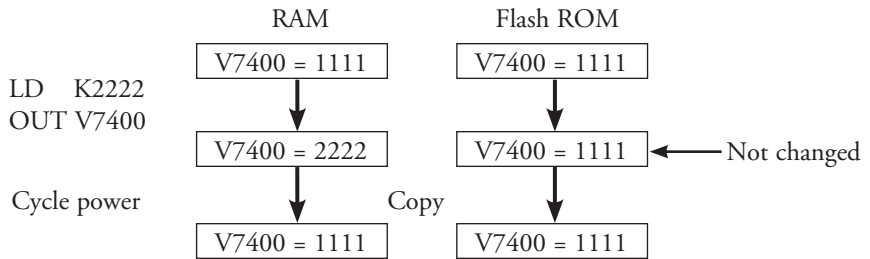 RAM Flash ROM
V7400 = 1111 V7400 = 1111
LD K2222
OUT V7400
V7400 = 2222 V7400 = 1111 Not changed
Cycle power Copy
V7400 = 1111 V7400 = 1111